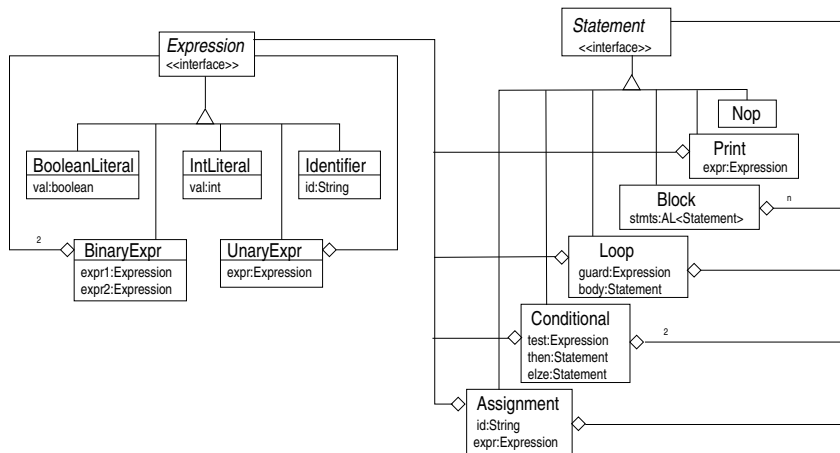 Expression
<<interface>>
BooleanLiteral
val:boolean
IntLiteral
val:int
Identifier
id:String
2
BinaryExpr
expr1:Expression
expr2:Expression
UnaryExpr
expr:Expression
Statement
<<interface>>
Nop
Print
expr:Expression
Block
stmts:AL<Statement>
n
Loop
guard:Expression
body:Statement
Conditional
test:Expression
then:Statement
elze:Statement
2
Assignment
id:String
expr:Expression